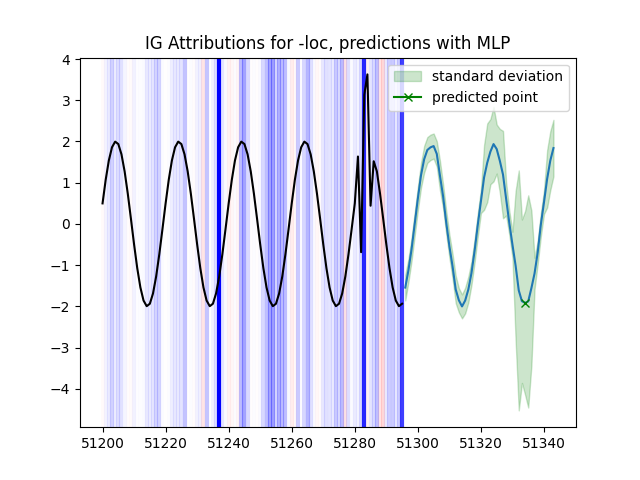 IG Attributions for -loc, predictions with MLP
standard deviation
predicted point
4
3
2
1
0
−1
−2
−3
−4
51200 51220 51240 51260 51280 51300 51320 51340